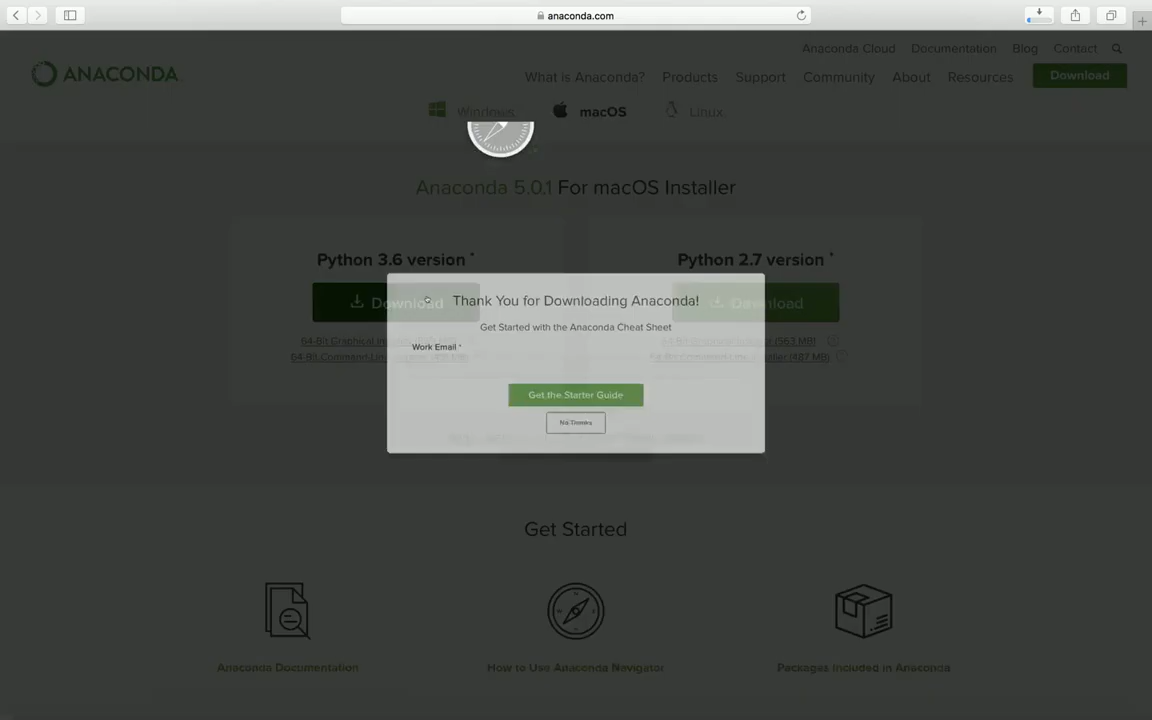 anaconda.com
Anaconda Cloud Documentation Blog Contact
ANACONDA
What is Anaconda? Products Support Community About Resources Download
Windows macOS Linux
Anaconda 5.0.1 For macOS Installer
Python 3.6 version *
Python 2.7 version *
Download
Download
Thank You for Downloading Anaconda!
Get Started with the Anaconda Cheat Sheet
64-Bit Graphical
(563 MB)
Work Email *
64-Bit Command-Line
(487 MB)
Get the Starter Guide
No Thanks
Get Started
Anaconda Documentation
How to Use Anaconda Navigator
Packages Included in Anaconda